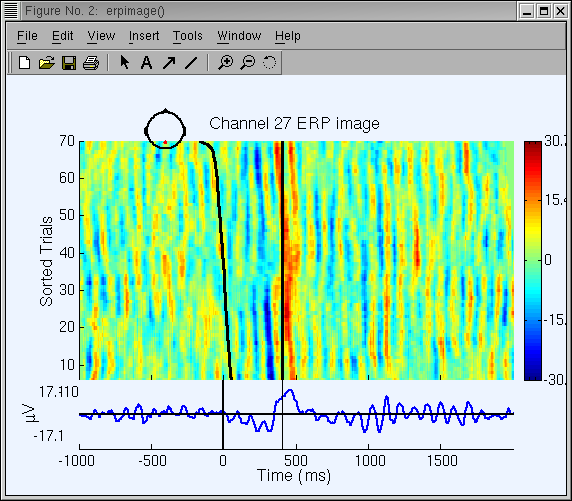 Figure No. 2: erpimage()
File Edit View Insert Tools Window Help
A
Channel 27 ERP image
70
60
50
40
30
20
10
Sorted Trials
30.
15.
0
-15.
-30.
17.110
-17.1
µV
-1000 -500 0 500 1000 1500
Time (ms)